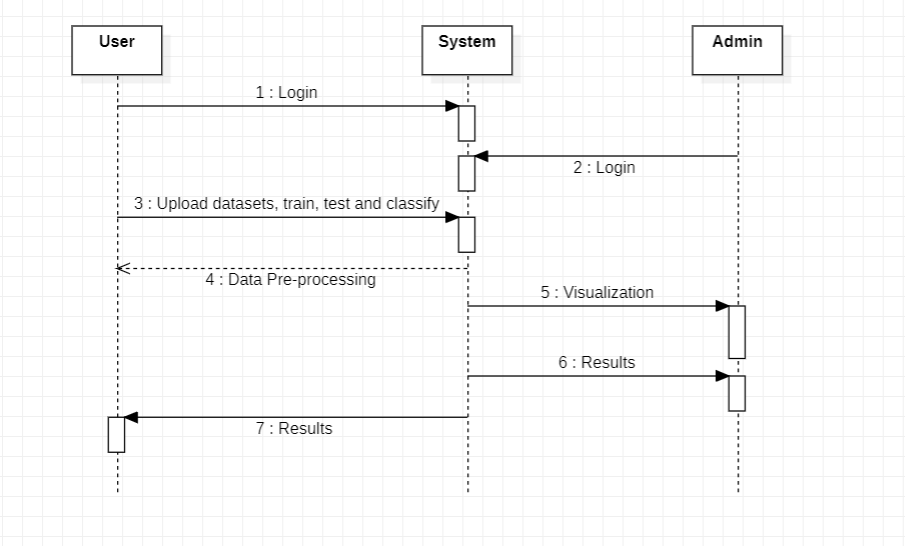 User
System
Admin
1 : Login
2 : Login
3 : Upload datasets, train, test and classify
4 : Data Pre-processing
5 : Visualization
6 : Results
7 : Results